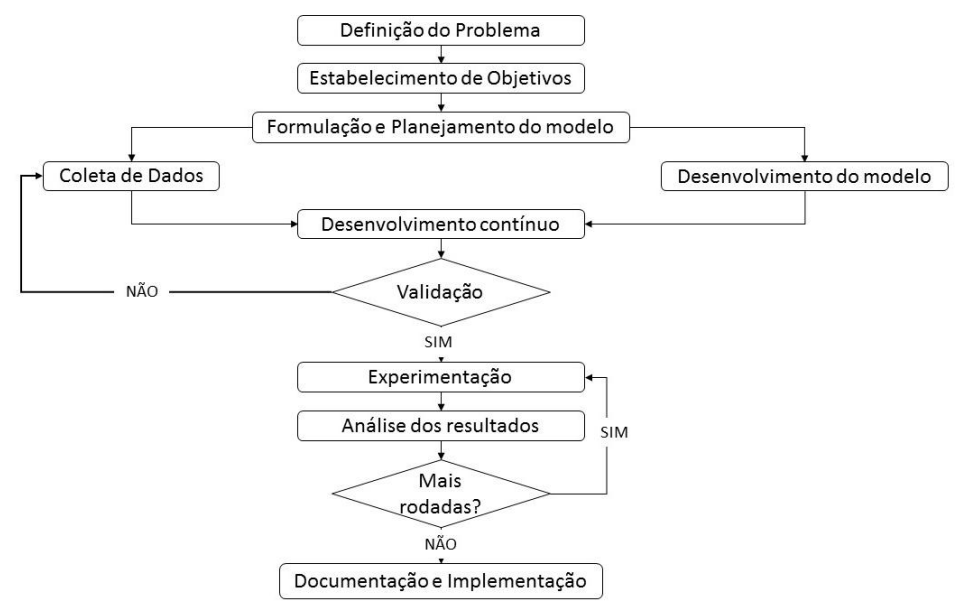 Definição do Problema
Estabelecimento de Objetivos
Formulação e Planejamento do modelo
Coleta de Dados
Desenvolvimento do modelo
Desenvolvimento contínuo
NÃO
Validação
SIM
Experimentação
Análise dos resultados
SIM
Mais
rodadas?
NÃO
Documentação e Implementação